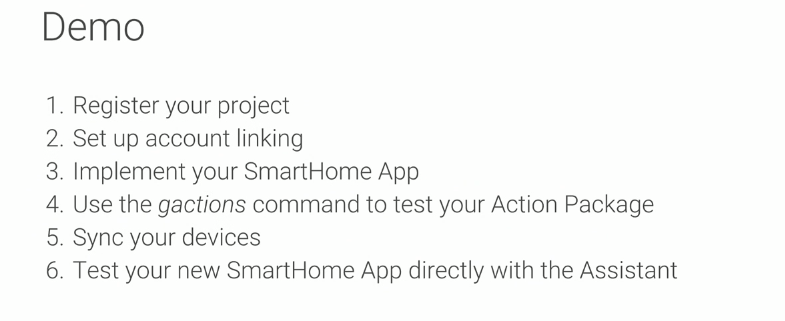 Demo
1. Register your project
2. Set up account linking
3. Implement your SmartHome App
4. Use the gactions command to test your Action Package
5. Sync your devices
6. Test your new SmartHome App directly with the Assistant